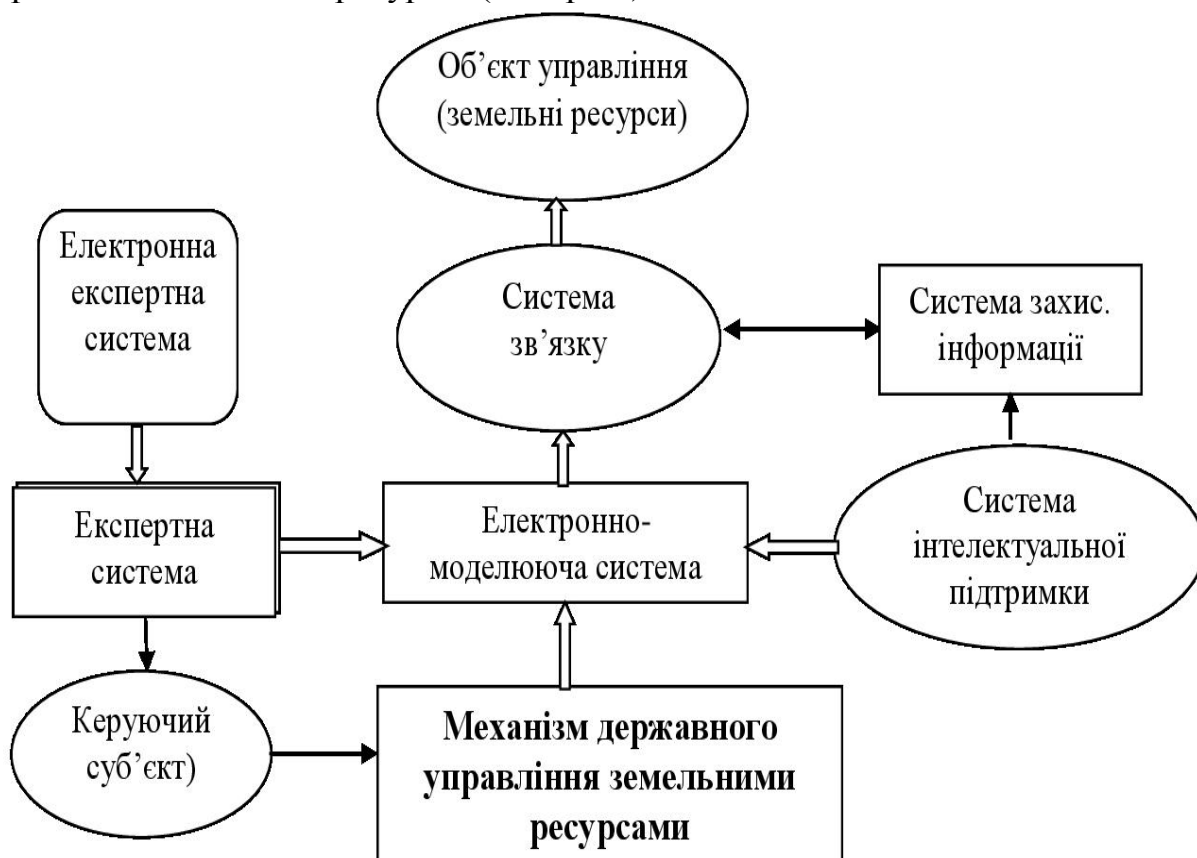 Об’єкт управління
(земельні ресурси)
Електронна
експертна
система
Система
зв’язку
Система захис.
інформації
Експертна
система
Електронно-
моделююча система
Система
інтелектуальної
підтримки
Керуючий
суб’єкт)
Механізм державного
управління земельними
ресурсами